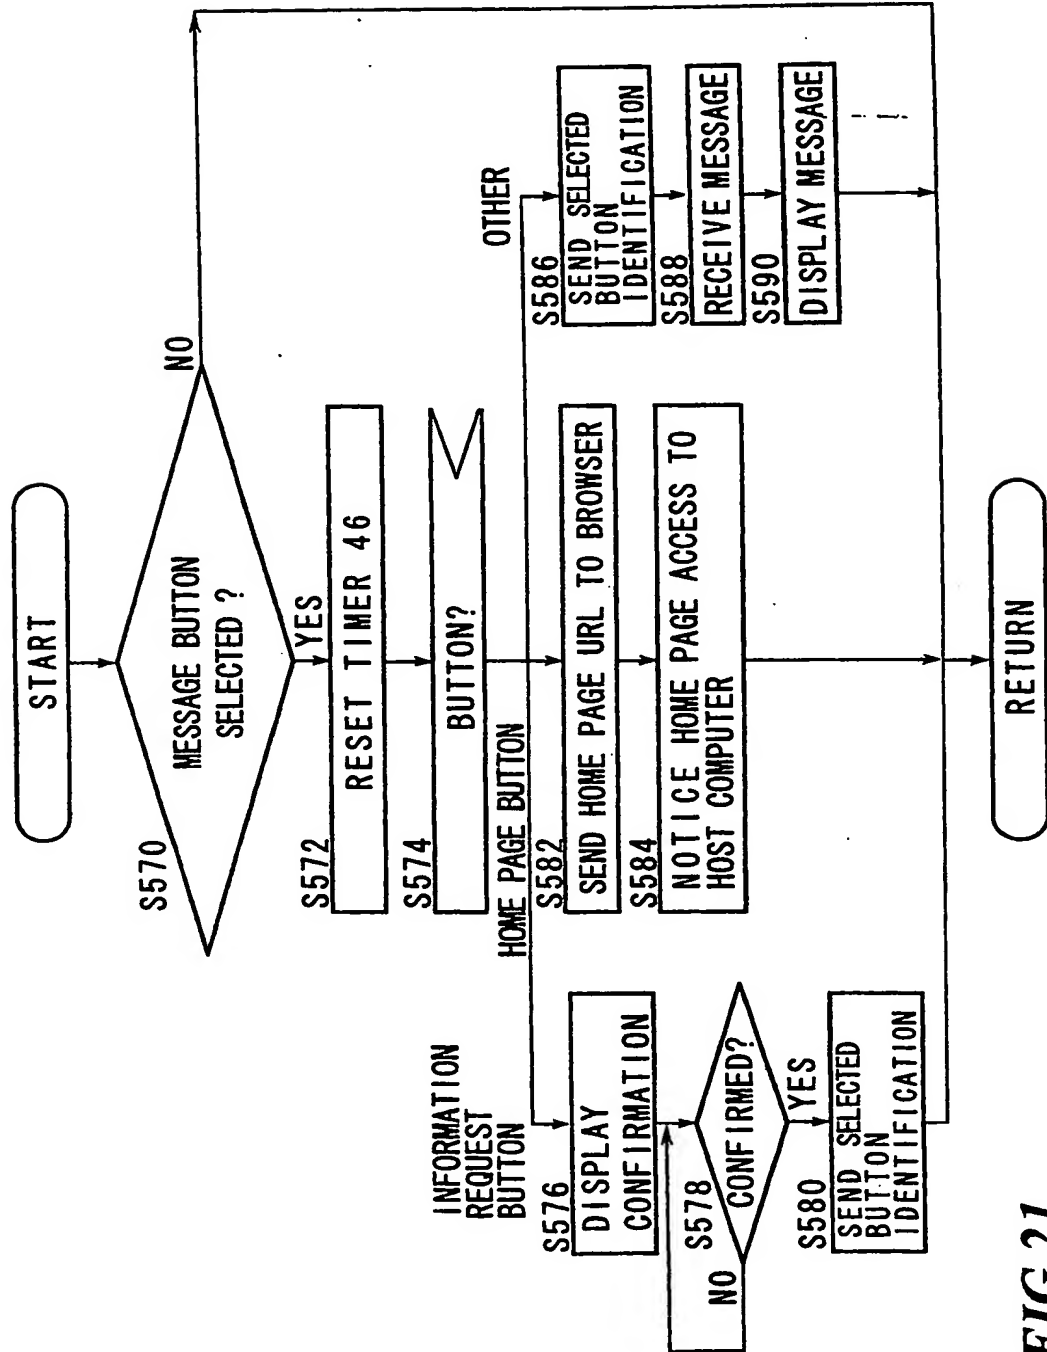 START
S570
MESSAGE BUTTON
SELECTED ?
NO
YES
S572
RESET TIMER 46
S574
BUTTON?
INFORMATION
REQUEST
BUTTON
HOME PAGE BUTTON
OTHER
S576
DISPLAY
CONFIRMATION
S578
CONFIRMED?
NO
YES
S580
SEND SELECTED
BUTTON
IDENTIFICATION
S582
SEND HOME PAGE URL TO BROWSER
S584
NOTICE HOME PAGE ACCESS TO
HOST COMPUTER
S586
SEND SELECTED
BUTTON
IDENTIFICATION
S588
RECEIVE MESSAGE
S590
DISPLAY MESSAGE
RETURN
FIG 21